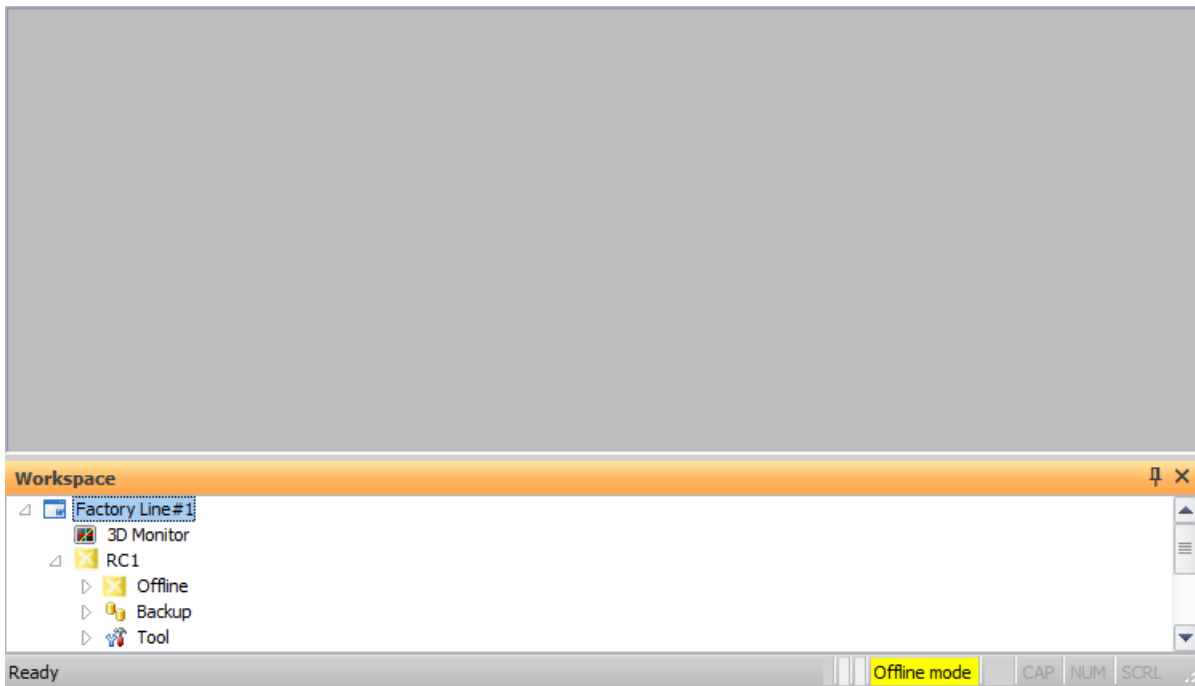 Workspace
Factory Line#1
3D Monitor
RC1
Offline
Backup
Tool
Ready Offline mode CAP NUM SCRL